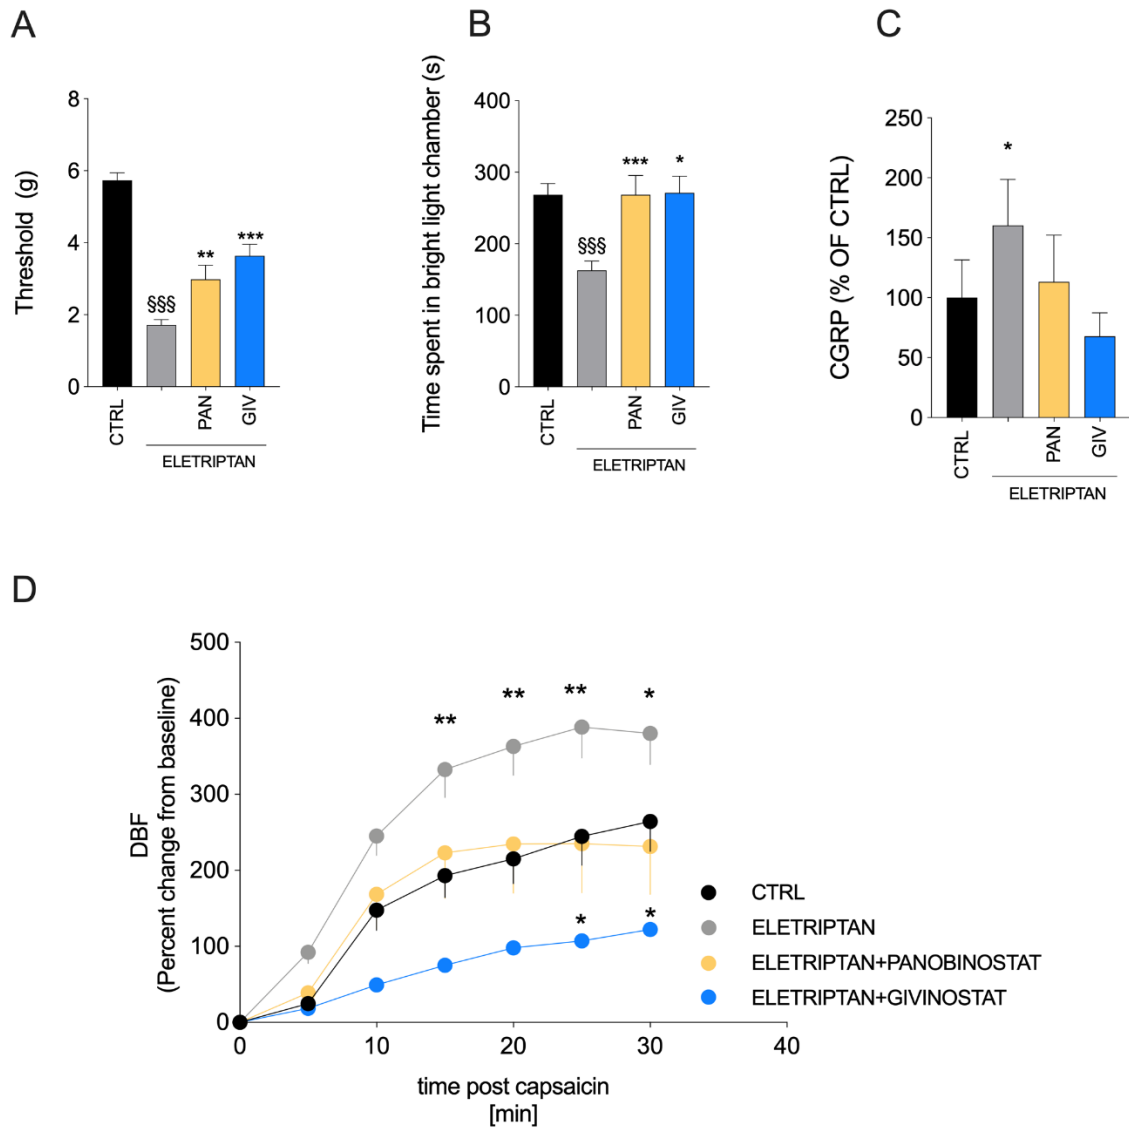 A
Threshold (g)
8
6
4
2
0
§§§
**
***
CTRL
PAN
GIV
ELETRIPTAN
B
Time spent in bright light chamber (s)
400
300
200
100
0
§§§
***
*
CTRL
PAN
GIV
ELETRIPTAN
C
CGRP (% OF CTRL)
250
200
150
100
50
0
*
CTRL
PAN
GIV
ELETRIPTAN
D
DBF
(Percent change from baseline)
500
400
300
200
100
0
** ** ** *
* *
0 10 20 30 40
time post capsaicin
[min]
CTRL
ELETRIPTAN
ELETRIPTAN+PANOBINOSTAT
ELETRIPTAN+GIVINOSTAT